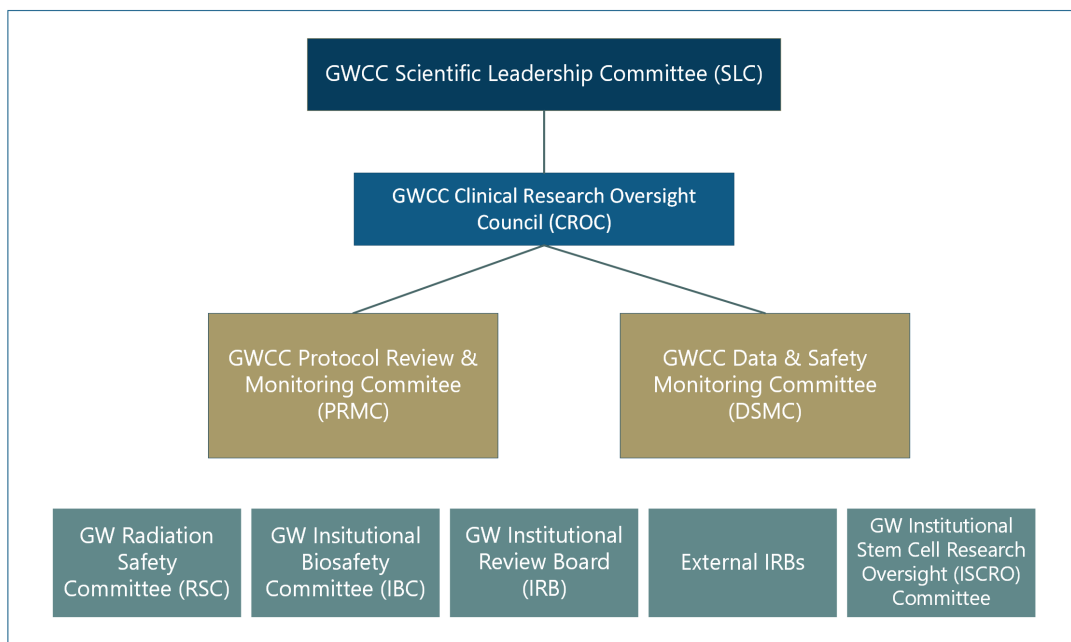 GWCC Scientific Leadership Committee (SLC)
GWCC Clinical Research Oversight
Council (CROC)
GWCC Protocol Review &
Monitoring Commitee
(PRMC)
GWCC Data & Safety
Monitoring Committee
(DSMC)
GW Radiation
Safety
Committee (RSC)
GW Insitutional
Biosafety
Committee (IBC)
GW Institutional
Review Board
(IRB)
External IRBs
GW Institutional
Stem Cell Research
Oversight (ISCRO)
Committee